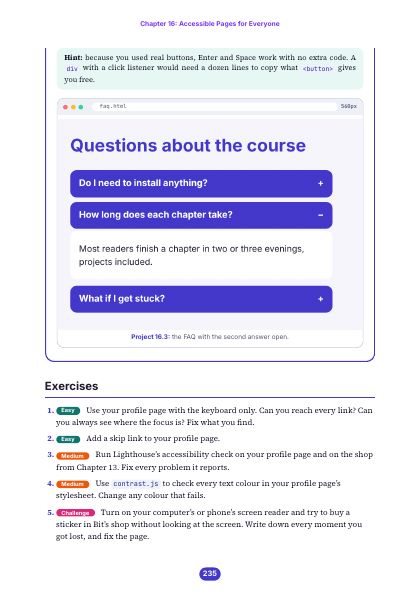 Chapter 16: Accessible Pages for Everyone
Hint: because you used real buttons, Enter and Space work with no extra code. A
div with a click listener would need a dozen lines to copy what <button> gives
you free.
faq.html 560px
Questions about the course
Do I need to install anything? +
How long does each chapter take? −
Most readers finish a chapter in two or three evenings,
projects included.
What if I get stuck? +
Project 16.3: the FAQ with the second answer open.
Exercises
1. Easy Use your profile page with the keyboard only. Can you reach every link? Can
you always see where the focus is? Fix what you find.
2. Easy Add a skip link to your profile page.
3. Medium Run Lighthouse's accessibility check on your profile page and on the shop
from Chapter 13. Fix every problem it reports.
4. Medium Use contrast.js to check every text colour in your profile page's
stylesheet. Change any colour that fails.
5. Challenge Turn on your computer's or phone's screen reader and try to buy a
sticker in Bit's shop without looking at the screen. Write down every moment you
got lost, and fix the page.
235